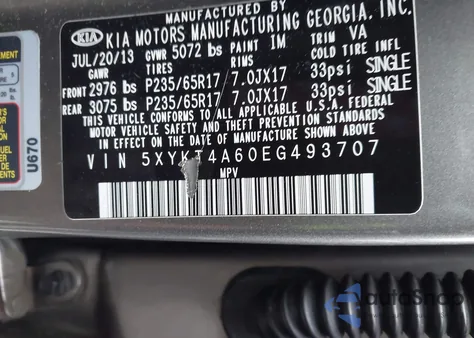 MANUFACTURED BY
KIA KIA MOTORS MANUFACTURING GEORGIA, INC.
JUL/20/13 GVWR 5072 lbs PAINT IM TRIM VA
GAWR TIRES RIMS COLD TIRE INFL
FRONT 2976 lbs P235/65R17 7.0JX17 33psi SINGLE
REAR 3075 lbs P235/65R17 7.0JX17 33psi SINGLE
THIS VEHICLE CONFORMS TO ALL APPLICABLE U.S.A. FEDERAL
MOTOR VEHICLE SAFETY AND BUMPER STANDARDS
IN EFFECT ON THE DATE OF MANUFACTURE SHOWN ABOVE
VIN 5XYKT4A60EG493707
MPV
U670
autoSnap